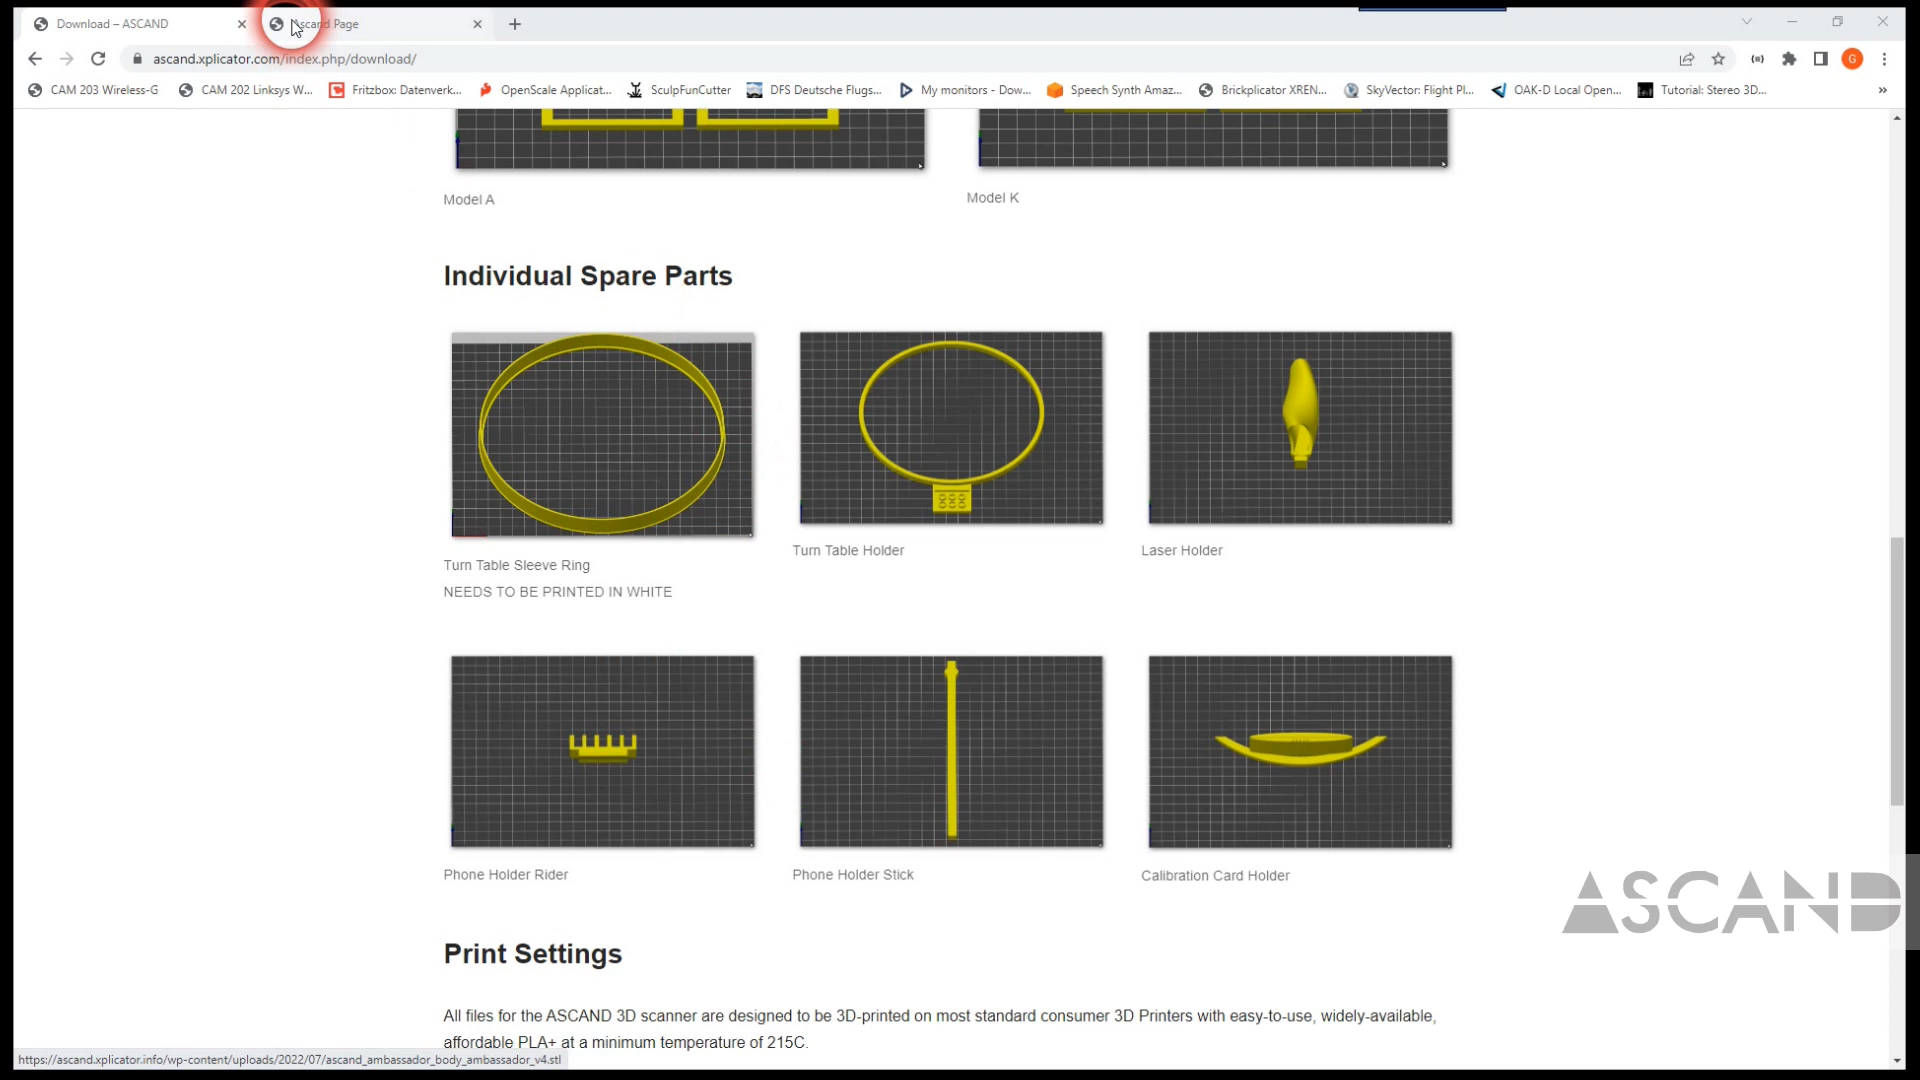 Download – ASCAND
Ascand Page
ascand.xplicator.com/index.php/download/
G
CAM 203 Wireless-G
CAM 202 Linksys W...
Fritzbox: Datenverk...
OpenScale Applicat...
SculpFunCutter
DFS Deutsche Flugs...
My monitors - Dow...
Speech Synth Amaz...
Brickplicator XREN...
SkyVector: Flight Pl...
OAK-D Local Open...
Tutorial: Stereo 3D...
Model A
Model K
Individual Spare Parts
Turn Table Sleeve Ring
NEEDS TO BE PRINTED IN WHITE
Turn Table Holder
Laser Holder
Phone Holder Rider
Phone Holder Stick
Calibration Card Holder
ASCAND
Print Settings
All files for the ASCAND 3D scanner are designed to be 3D-printed on most standard consumer 3D Printers with easy-to-use, widely-available,
affordable PLA+ at a minimum temperature of 215C.
https://ascand.xplicator.info/wp-content/uploads/2022/07/ascand_ambassador_body_ambassador_v4.stl